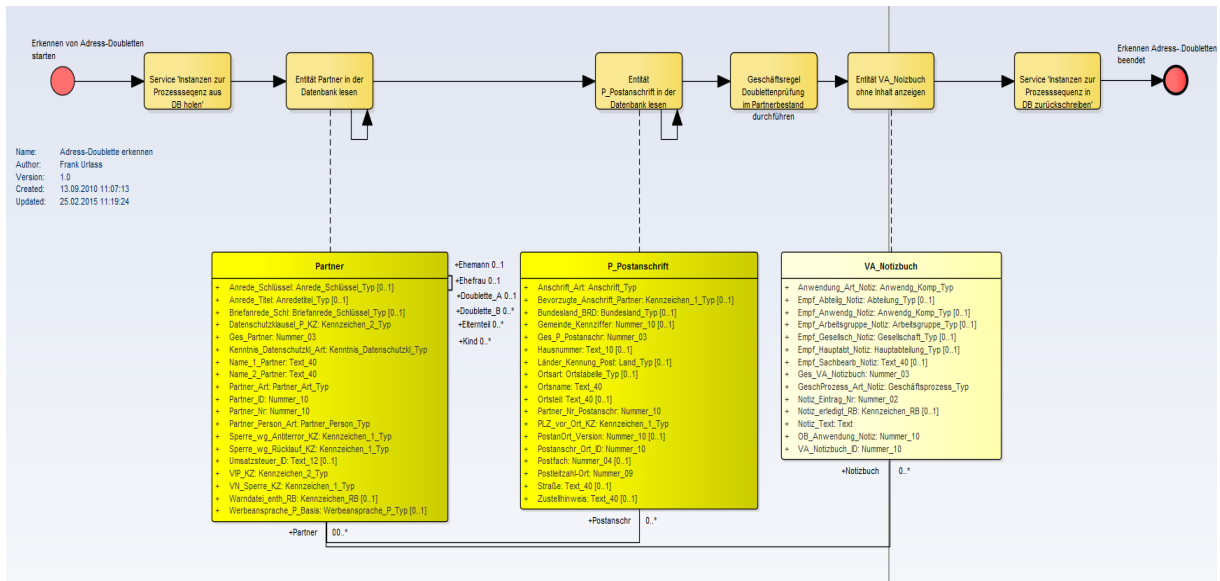 Erkennen von Adress-Doubletten
starten
Service 'Instanzen zur
Prozessseqenz aus
DB holen'
Entität Partner in der
Datenbank lesen
Entität
P_Postanschrift in der
Datenbank lesen
Geschäftsregel
Doublettenprüfung
im Partnerbestand
durchführen
Entität VA_Noizbuch
ohne Inhalt anzeigen
Service 'Instanzen zur
Prozesssequenz in
DB zurückschreiben'
Erkennen Adress-.Doubletten
beendet
Name: Adress-Doublette erkennen
Author: Frank Urlass
Version: 1.0
Created: 13.09.2010 11:07:13
Updated: 25.02.2015 11:19:24
Partner
+ Anrede_Schlüssel: Anrede_Schlüssel_Typ [0..1]
+ Anrede_Titel: Anredetitel_Typ [0..1]
+ Briefanrede_Schl: Briefanrede_Schlüssel_Typ [0..1]
+ Datenschutzklausel_P_KZ: Kennzeichen_2_Typ
+ Ges_Partner: Nummer_03
+ Kenntnis_Datenschutzkl_Art: Kenntnis_Datenschutzkl_Typ
+ Name_1_Partner: Text_40
+ Name_2_Partner: Text_40
+ Partner_Art: Partner_Art_Typ
+ Partner_ID: Nummer_10
+ Partner_Nr: Nummer_10
+ Partner_Person_Art: Partner_Person_Typ
+ Sperre_wg_Antiterror_KZ: Kennzeichen_1_Typ
+ Sperre_wg_Rücklauf_KZ: Kennzeichen_1_Typ
+ Umsatzsteuer_ID: Text_12 [0..1]
+ VIP_KZ: Kennzeichen_2_Typ
+ VN_Sperre_KZ: Kennzeichen_1_Typ
+ Warndatei_enth_RB: Kennzeichen_RB [0..1]
+ Werbeansprache_P_Basis: Werbeansprache_P_Typ [0..1]
+Ehemann 0..1
+Ehefrau 0..1
+Doublette_A 0..1
+Doublette_B 0..*
+Elternteil 0..*
+Kind 0..*
P_Postanschrift
+ Anschrift_Art: Anschrift_Typ
+ Bevorzugte_Anschrift_Partner: Kennzeichen_1_Typ [0..1]
+ Bundesland_BRD: Bundesland_Typ [0..1]
+ Gemeinde_Kennziffer: Nummer_10 [0..1]
+ Ges_P_Postanschr: Nummer_03
+ Hausnummer: Text_10 [0..1]
+ Länder_Kennung_Post: Land_Typ [0..1]
+ Ortsart: Ortstabelle_Typ [0..1]
+ Ortsname: Text_40
+ Ortsteil: Text_40 [0..1]
+ Partner_Nr_Postanschr: Nummer_10
+ PLZ_vor_Ort_KZ: Kennzeichen_1_Typ
+ PostanOrt_Version: Nummer_10 [0..1]
+ Postanschr_Ort_ID: Nummer_10
+ Postfach: Nummer_04 [0..1]
+ Postleitzahl-Ort: Nummer_09
+ Straße: Text_40 [0..1]
+ Zustellhinweis: Text_40 [0..1]
VA_Notizbuch
+ Anwendung_Art_Notiz: Anwendg_Komp_Typ
+ Empf_Abteilg_Notiz: Abteilung_Typ [0..1]
+ Empf_Anwendg_Notiz: Anwendg_Komp_Typ [0..1]
+ Empf_Arbeitsgruppe_Notiz: Arbeitsgruppe_Typ [0..1]
+ Empf_Gesellsch_Notiz: Gesellschaft_Typ [0..1]
+ Empf_Hauptabt_Notiz: Hauptabteilung_Typ [0..1]
+ Empf_Sachbearb_Notiz: Text_40 [0..1]
+ Ges_VA_Notizbuch: Nummer_03
+ GeschProzess_Art_Notiz: Geschäftsprozess_Typ
+ Notiz_Eintrag_Nr: Nummer_02
+ Notiz_erledigt_RB: Kennzeichen_RB [0..1]
+ Notiz_Text: Text
+ OB_Anwendung_Notiz: Nummer_10
+ VA_Notizbuch_ID: Nummer_10
+Notizbuch 0..*
+Postanschr 0..*
+Partner 00..*